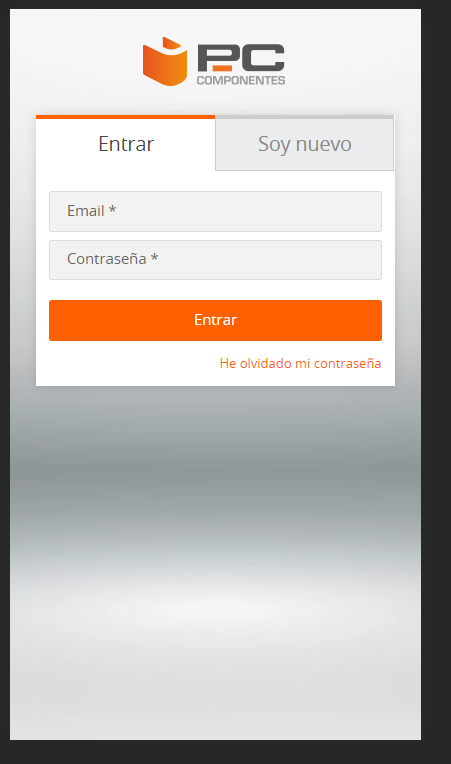 PC
COMPONENTES
Entrar
Soy nuevo
Email *
Contraseña *
Entrar
He olvidado mi contraseña